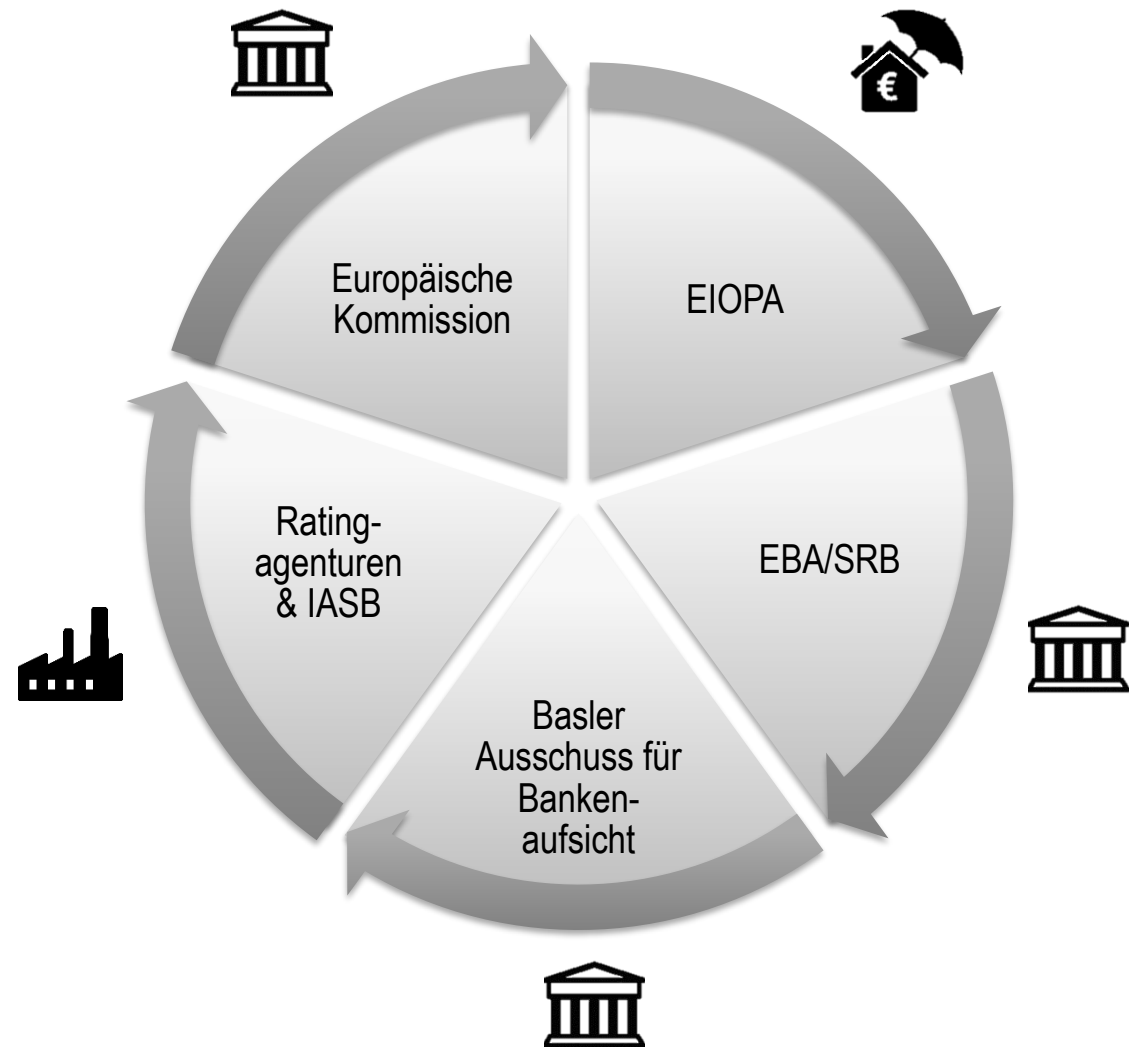 Europäische
Kommission
EIOPA
EBA/SRB
Basler
Ausschuss für
Banken-
aufsicht
Rating-
agenturen
& IASB
€